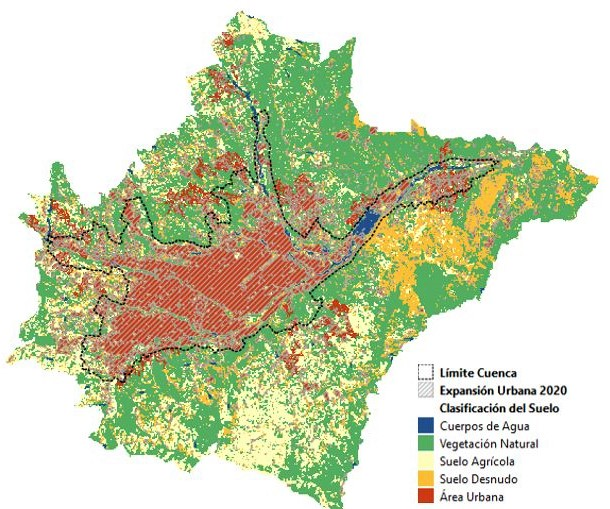 Límite Cuenca
Expansión Urbana 2020
Clasificación del Suelo
Cuerpos de Agua
Vegetación Natural
Suelo Agrícola
Suelo Desnudo
Área Urbana